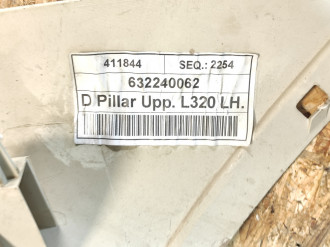 411844 SEQ.: 2254
632240062
D Pillar Upp. L320 LH.